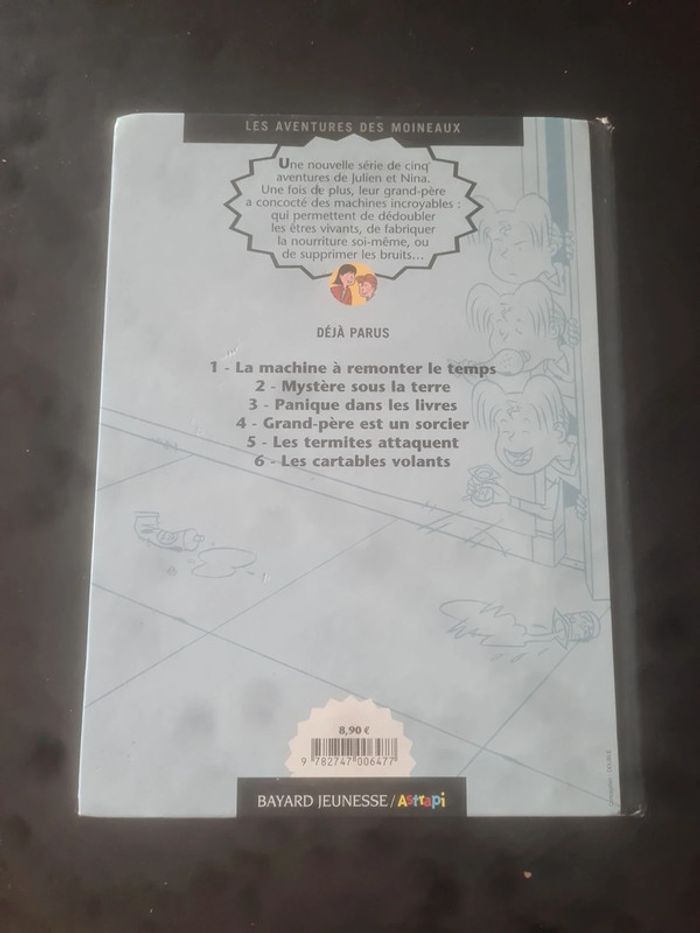 LES AVENTURES DES MOINEAUX
Une nouvelle série de cinq
aventures de Julien et Nina.
Une fois de plus, leur grand-père
a concocté des machines incroyables :
qui permettent de dédoubler
les êtres vivants, de fabriquer
la nourriture soi-même, ou
de supprimer les bruits...
DÉJÀ PARUS
1 - La machine à remonter le temps
2 - Mystère sous la terre
3 - Panique dans les livres
4 - Grand-père est un sorcier
5 - Les termites attaquent
6 - Les cartables volants
8,90 €
9 782747 006477
BAYARD JEUNESSE / Astrapi
Conception : DOUBLE